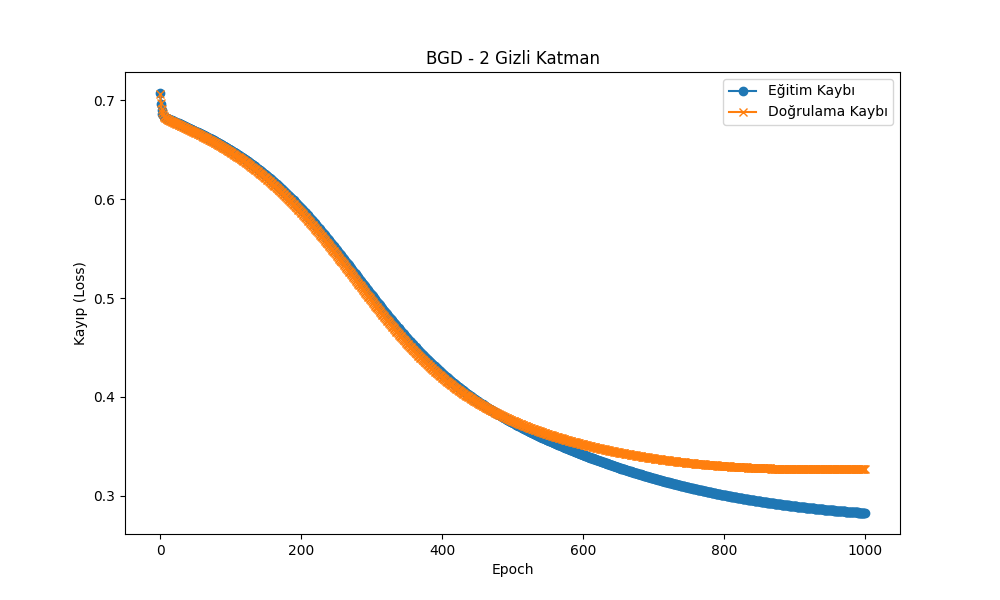 BGD - 2 Gizli Katman
Eğitim Kaybı
Doğrulama Kaybı
Kayıp (Loss)
0.7
0.6
0.5
0.4
0.3
0
200
400
600
800
1000
Epoch